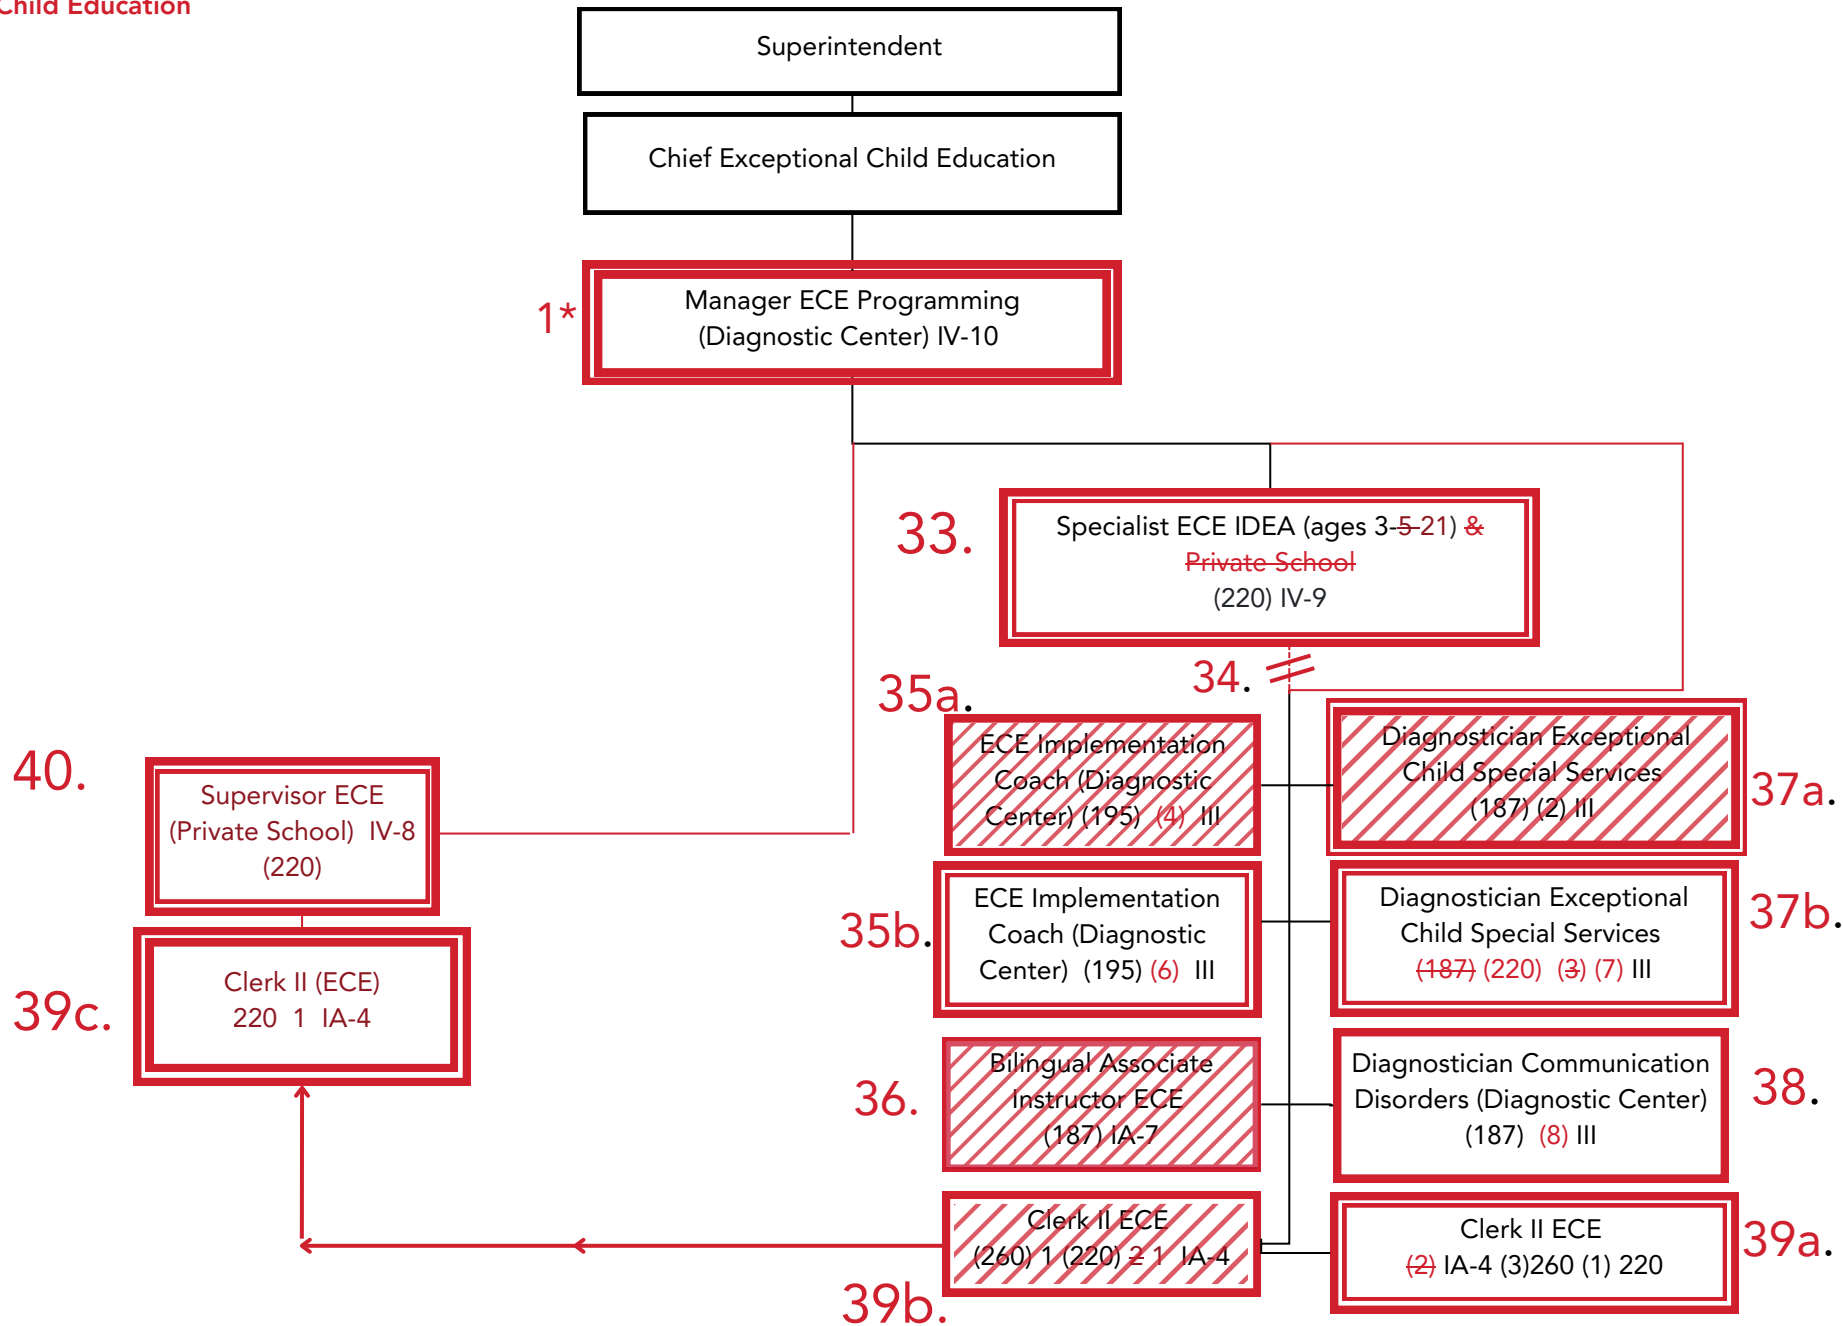 Child Education
Superintendent
Chief Exceptional Child Education
1*
Manager ECE Programming
(Diagnostic Center) IV-10
33.
Specialist ECE IDEA (ages 3-5-21) &
Private School
(220) IV-9
34.
35a.
ECE Implementation
Coach (Diagnostic
Center) (195) (4) III
Diagnostician Exceptional
Child Special Services
(187) (2) III
37a.
40.
Supervisor ECE
(Private School) IV-8
(220)
35b.
ECE Implementation
Coach (Diagnostic
Center) (195) (6) III
Diagnostician Exceptional
Child Special Services
(187) (220) (3) (7) III
37b.
39c.
Clerk II (ECE)
220 1 IA-4
36.
Bilingual Associate
Instructor ECE
(187) IA-7
Diagnostician Communication
Disorders (Diagnostic Center)
(187) (8) III
38.
Clerk II ECE
(260) 1 (220) 2 1 IA-4
39b.
Clerk II ECE
(2) IA-4 (3)260 (1) 220
39a.